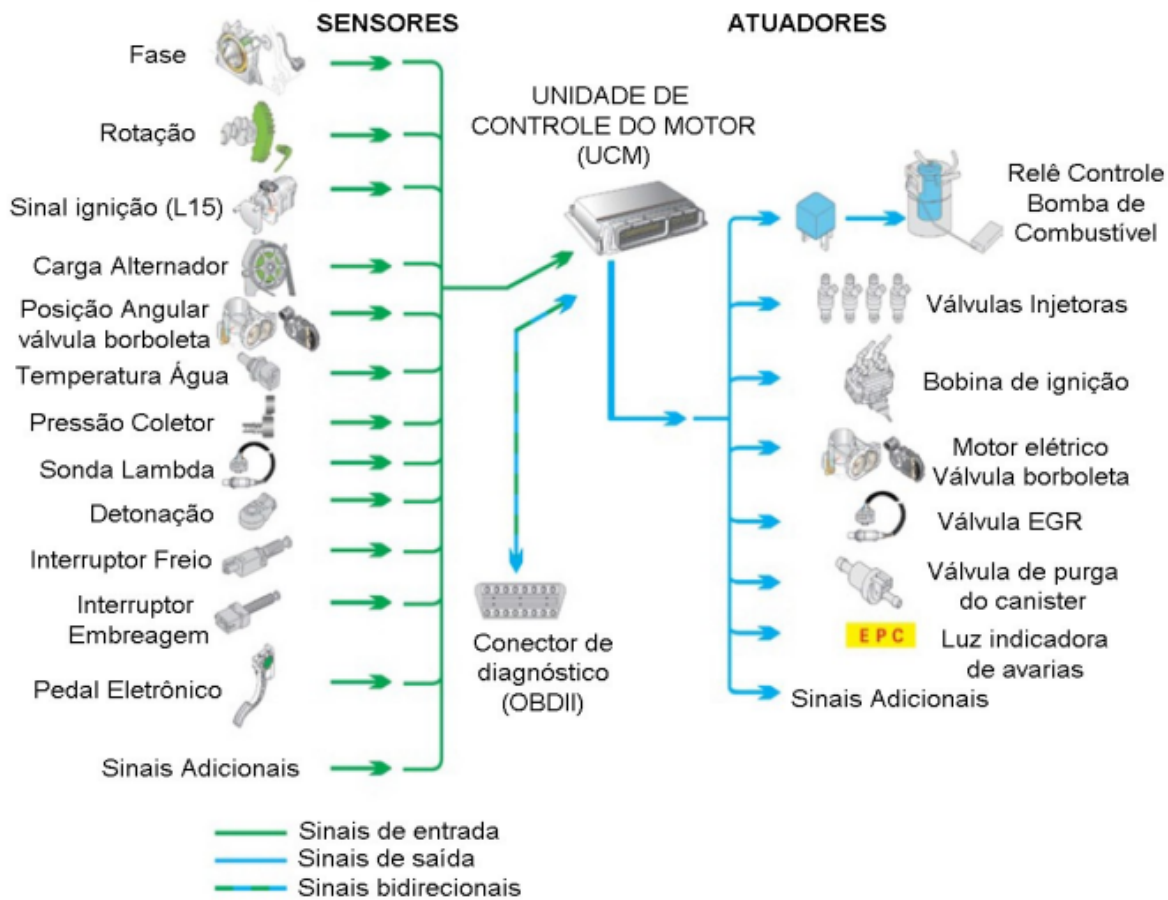 SENSORES
Fase
Rotação
Sinal ignição (L15)
Carga Alternador
Posição Angular
válvula borboleta
Temperatura Água
Pressão Coletor
Sonda Lambda
Detonação
Interruptor Freio
Interruptor
Embreagem
Pedal Eletrônico
Sinais Adicionais
UNIDADE DE
CONTROLE DO MOTOR
(UCM)
Conector de
diagnóstico
(OBDII)
ATUADORES
Relê Controle
Bomba de
Combustível
Válvulas Injetoras
Bobina de ignição
Motor elétrico
Válvula borboleta
Válvula EGR
Válvula de purga
do canister
EPC
Luz indicadora
de avarias
Sinais Adicionais
Sinais de entrada
Sinais de saída
Sinais bidirecionais